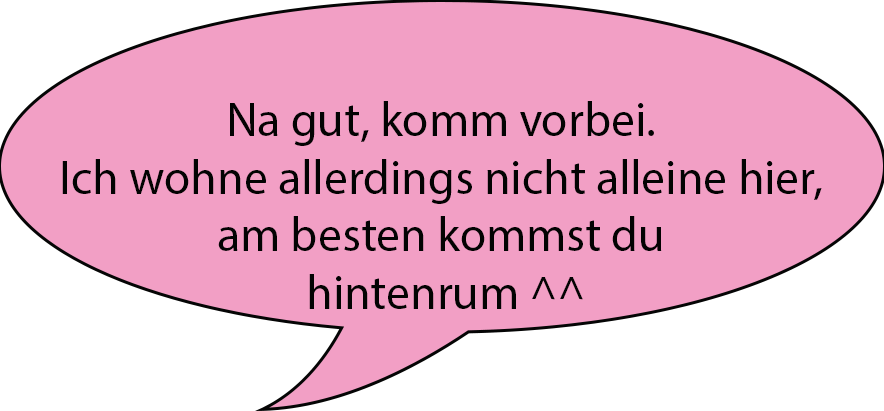 Na gut, komm vorbei.
Ich wohne allerdings nicht alleine hier,
am besten kommst du
hintenrum ^^